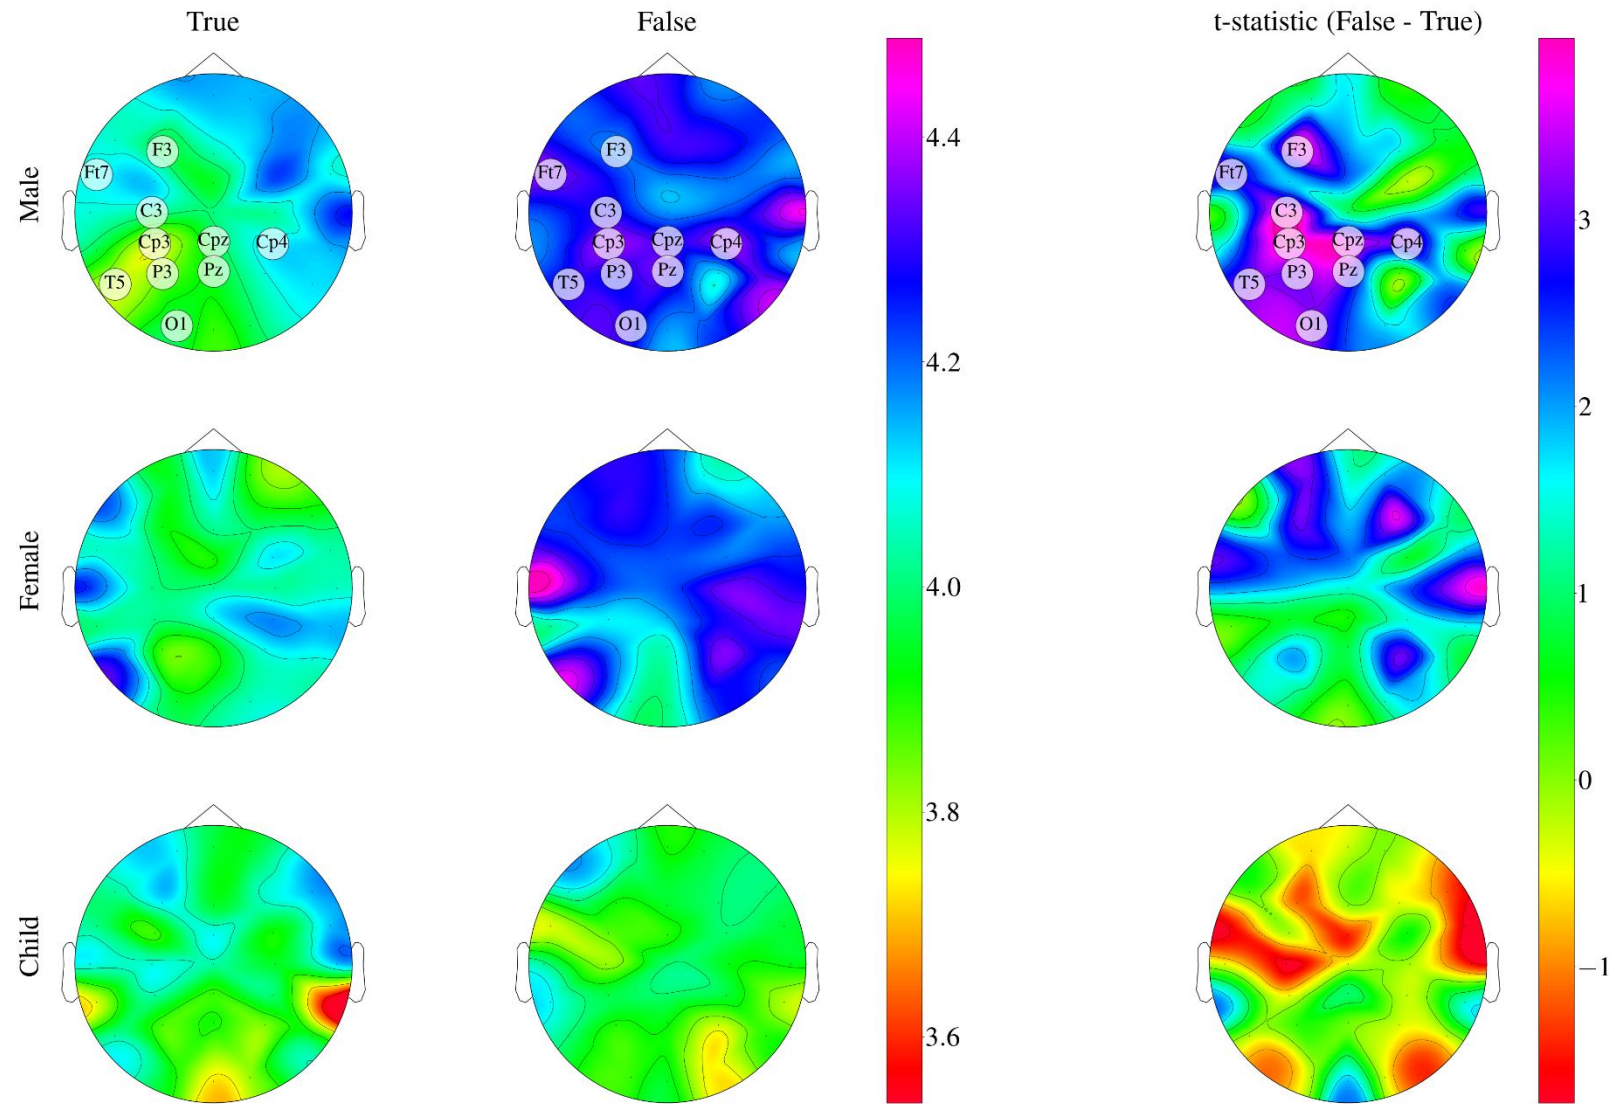 True
False
t-statistic (False - True)
Male
F3
Ft7
C3
Cp3
Cpz
Cp4
P3
Pz
T5
O1
F3
Ft7
C3
Cp3
Cpz
Cp4
P3
Pz
T5
O1
4.4
4.2
4.0
3.8
3.6
F3
Ft7
C3
Cp3
Cpz
Cp4
P3
Pz
T5
O1
3
2
1
0
−1
Female
Child